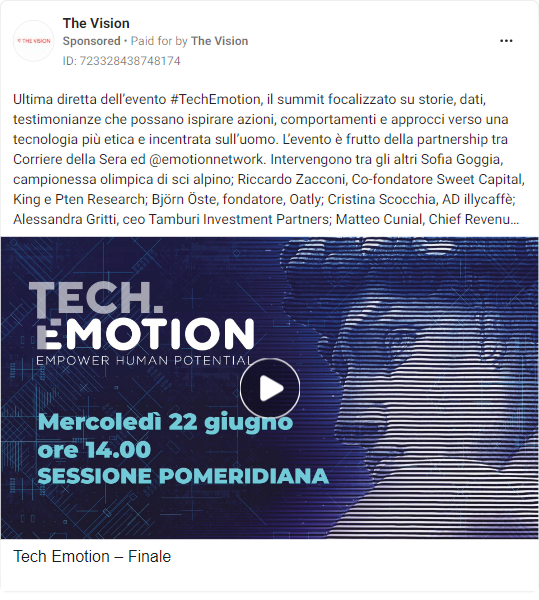 The Vision
THE VISION
Sponsored • Paid for by The Vision
ID: 723328438748174
Ultima diretta dell'evento #TechEmotion, il summit focalizzato su storie, dati,
testimonianze che possano ispirare azioni, comportamenti e approcci verso una
tecnologia più etica e incentrata sull'uomo. L'evento è frutto della partnership tra
Corriere della Sera ed @emotionnetwork. Intervengono tra gli altri Sofia Goggia,
campionessa olimpica di sci alpino; Riccardo Zacconi, Co-fondatore Sweet Capital,
King e Pten Research; Björn Öste, fondatore, Oatly; Cristina Scocchia, AD illycaffè;
Alessandra Gritti, ceo Tamburi Investment Partners; Matteo Cunial, Chief Revenu...
TECH.
EMOTION
EMPOWER HUMAN POTENTIAL
Mercoledì 22 giugno
ore 14.00
SESSIONE POMERIDIANA
Tech Emotion – Finale